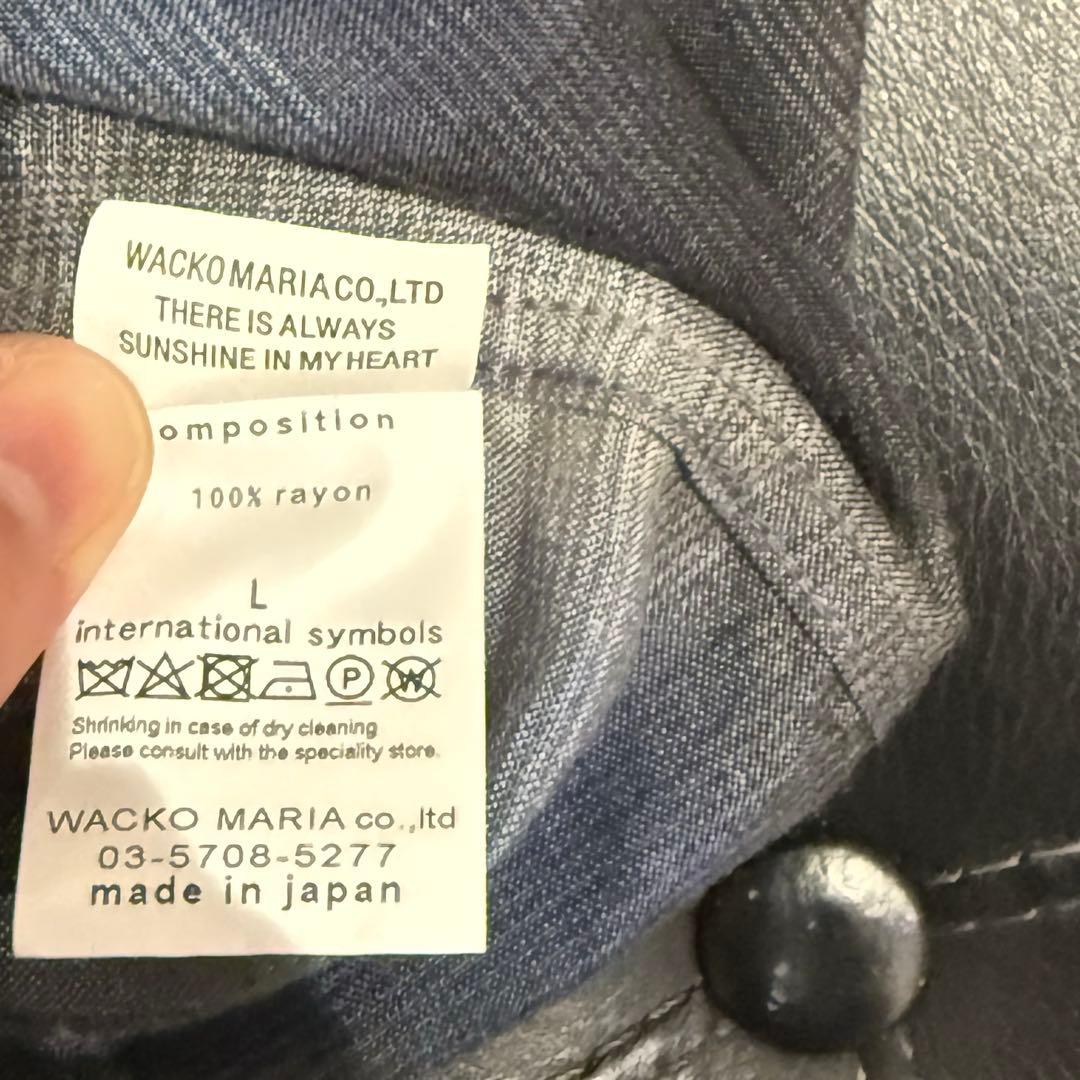 WACKO MARIA CO.,LTD
THERE IS ALWAYS
SUNSHINE IN MY HEART
omposition
100% rayon
L
international symbols
P W
Shrinking in case of dry cleaning
Please consult with the speciality store.
WACKO MARIA co.,ltd
03-5708-5277
made in japan